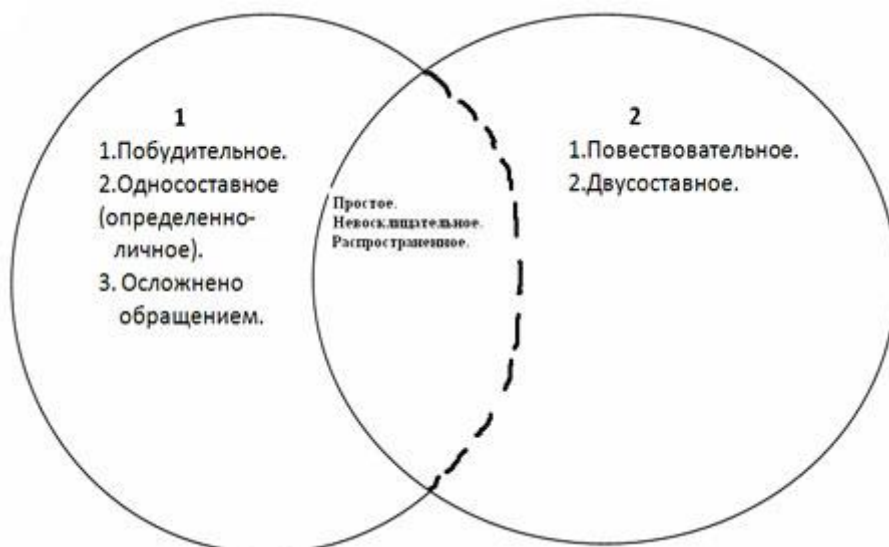 1
1.Побудительное.
2.Односоставное
(определенно-
личное).
3. Осложнено
обращением.
Простое.
Невосклицательное.
Распространенное.
2
1.Повествовательное.
2.Двусоставное.